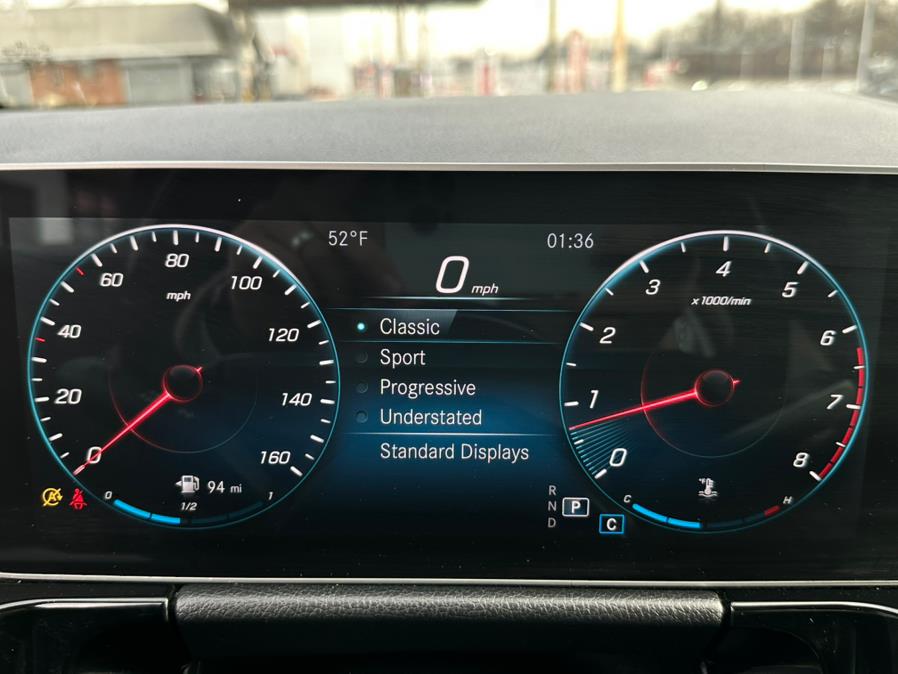 52°F
01:36
0 mph
Classic
Sport
Progressive
Understated
Standard Displays
mph
0
20
40
60
80
100
120
140
160
94 mi
0
1/2
1
A
x1000/min
0
1
2
3
4
5
6
7
8
°F
C
H
R
N
D
P
C